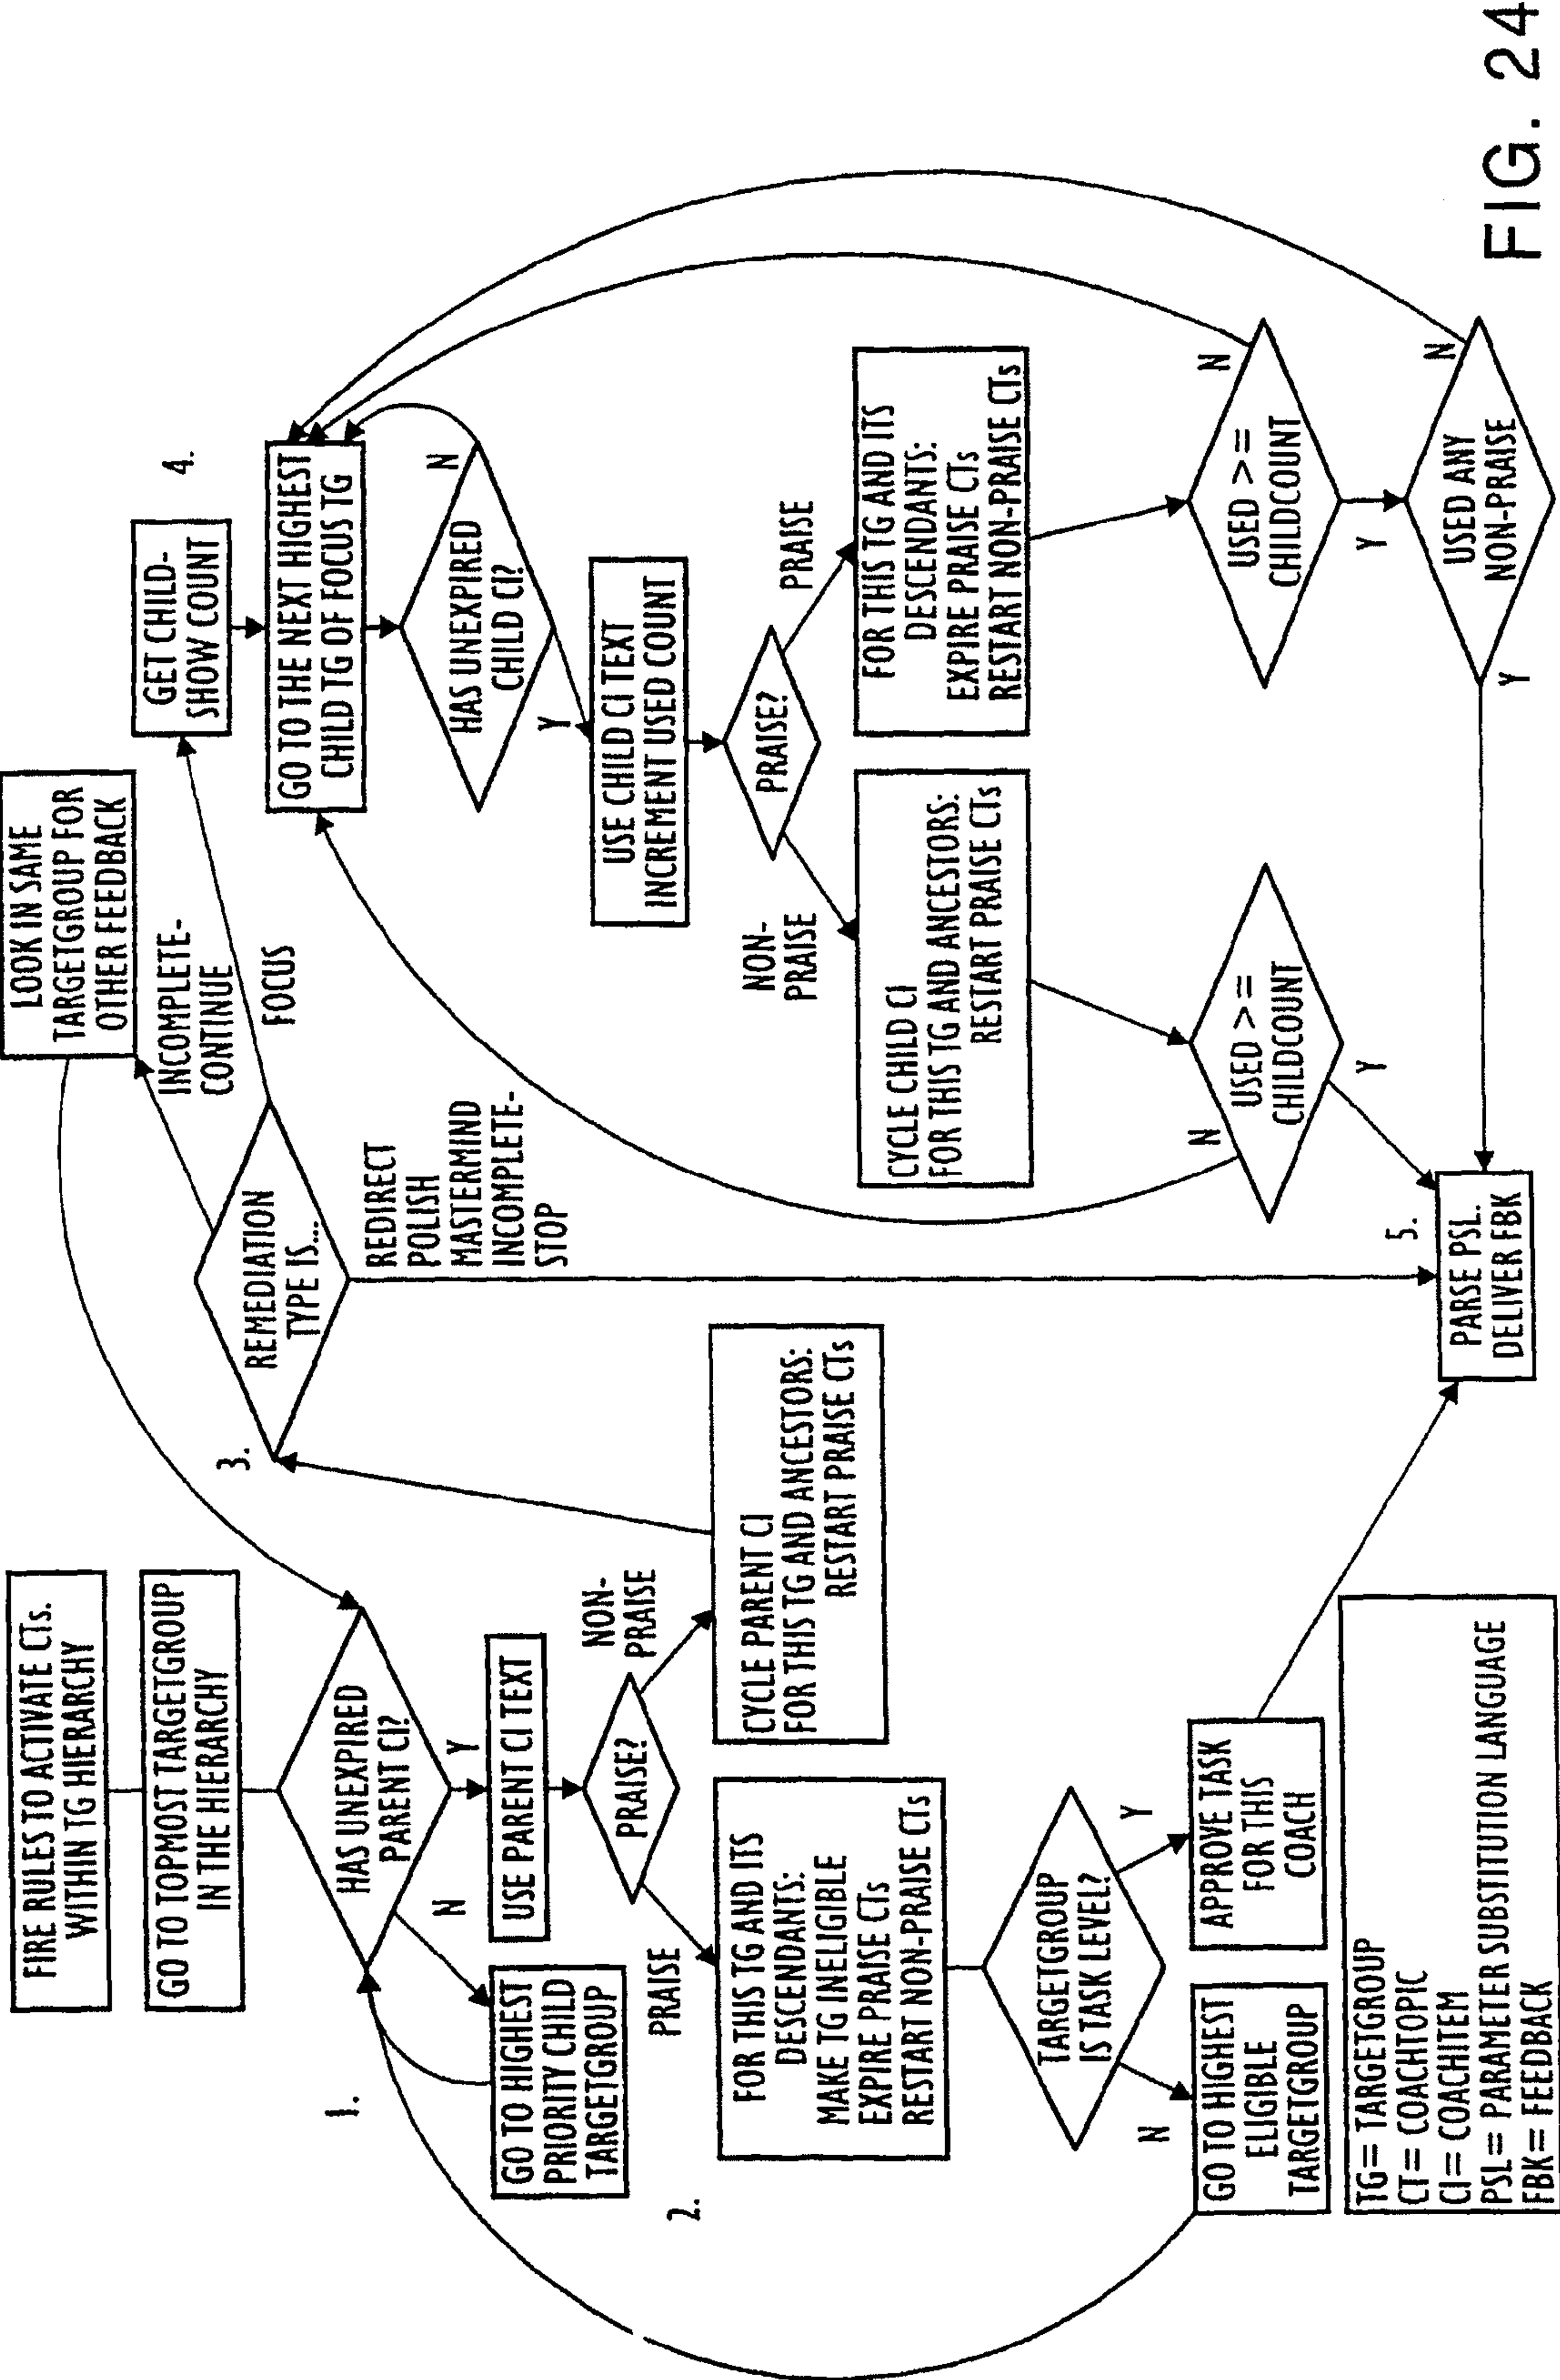 FIRE RULES TO ACTIVATE CTs.
WITHIN TG HIERARCHY
GO TO TOPMOST TARGETGROUP
IN THE HIERARCHY
HAS UNEXPIRED
PARENT CI?
N
Y
1.
GO TO HIGHEST
PRIORITY CHILD
TARGETGROUP
USE PARENT CI TEXT
PRAISE?
PRAISE
NON-
PRAISE
2.
FOR THIS TG AND ITS
DESCENDANTS:
MAKE TG INELIGIBLE
EXPIRE PRAISE CTs
RESTART NON-PRAISE CTs
CYCLE PARENT CI
FOR THIS TG AND ANCESTORS:
RESTART PRAISE CTs
TARGETGROUP
IS TASK LEVEL?
N
Y
GO TO HIGHEST
ELIGIBLE
TARGETGROUP
APPROVE TASK
FOR THIS
COACH
TG= TARGETGROUP
CT= COACHTOPIC
CI= COACHITEM
PSL= PARAMETER SUBSTITUTION LANGUAGE
FBK= FEEDBACK
3.
REMEDIATION
TYPE IS...
LOOK IN SAME
TARGETGROUP FOR
OTHER FEEDBACK
INCOMPLETE-
CONTINUE
FOCUS
REDIRECT
POLISH
MASTERMIND
INCOMPLETE-
STOP
4.
GET CHILD-
SHOW COUNT
GO TO THE NEXT HIGHEST
CHILD TG OF FOCUS TG
HAS UNEXPIRED
CHILD CI?
N
Y
USE CHILD CI TEXT
INCREMENT USED COUNT
PRAISE?
NON-
PRAISE
PRAISE
CYCLE CHILD CI
FOR THIS TG AND ANCESTORS:
RESTART PRAISE CTs
FOR THIS TG AND ITS
DESCENDANTS:
EXPIRE PRAISE CTs
RESTART NON-PRAISE CTs
USED >=
CHILDCOUNT
N
Y
USED >=
CHILDCOUNT
N
Y
USED ANY
NON-PRAISE
N
Y
5.
PARSE PSL.
DELIVER FBK
FIG. 24